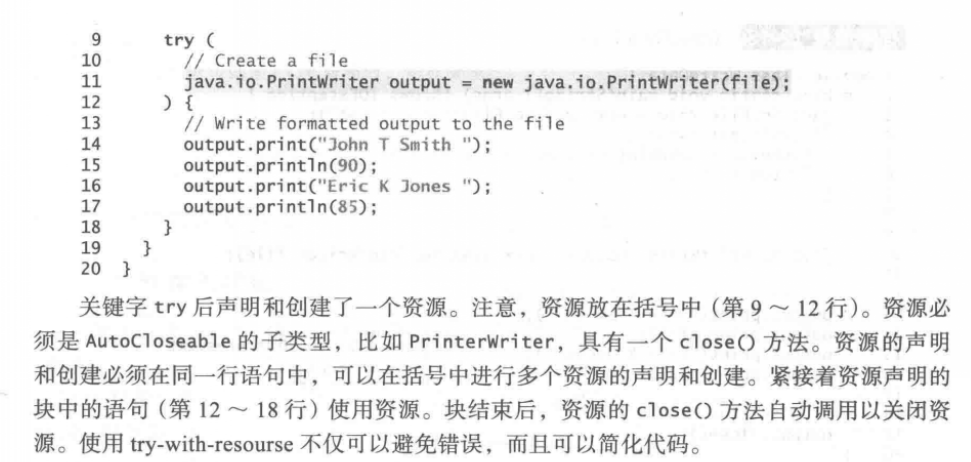 9 try (
10 // Create a file
11 java.io.PrintWriter output = new java.io.PrintWriter(file);
12 ) {
13 // Write formatted output to the file
14 output.print("John T Smith ");
15 output.println(90);
16 output.print("Eric K Jones ");
17 output.println(85);
18 }
19 }
20 }
关键字 try 后声明和创建了一个资源。注意，资源放在括号中（第 9 ～ 12 行）。资源必
须是 AutoCloseable 的子类型，比如 PrinterWriter，具有一个 close() 方法。资源的声明
和创建必须在同一行语句中，可以在括号中进行多个资源的声明和创建。紧接着资源声明的
块中的语句（第 12 ～ 18 行）使用资源。块结束后，资源的 close() 方法自动调用以关闭资
源。使用 try-with-resourse 不仅可以避免错误，而且可以简化代码。